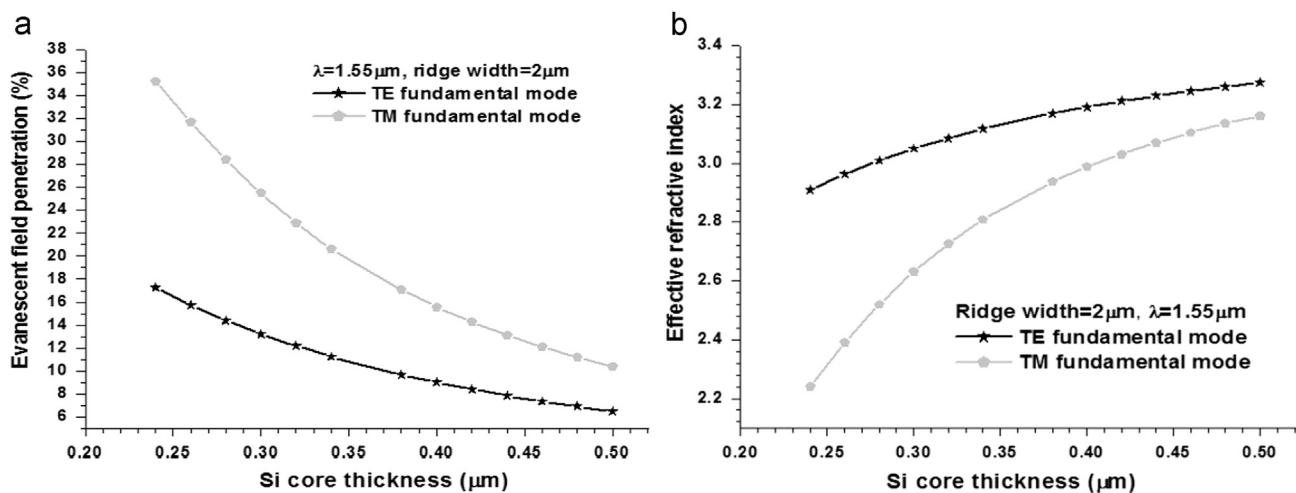 a
38
36
34
32
30
28
26
24
22
20
18
16
14
12
10
8
6
Evanescent field penetration (%)
λ=1.55μm, ridge width=2μm
TE fundamental mode
TM fundamental mode
0.20 0.25 0.30 0.35 0.40 0.45 0.50
Si core thickness (μm)
b
3.4
3.2
3.0
2.8
2.6
2.4
2.2
Effective refractive index
Ridge width=2μm, λ=1.55μm
TE fundamental mode
TM fundamental mode
0.20 0.25 0.30 0.35 0.40 0.45 0.50
Si core thickness (μm)